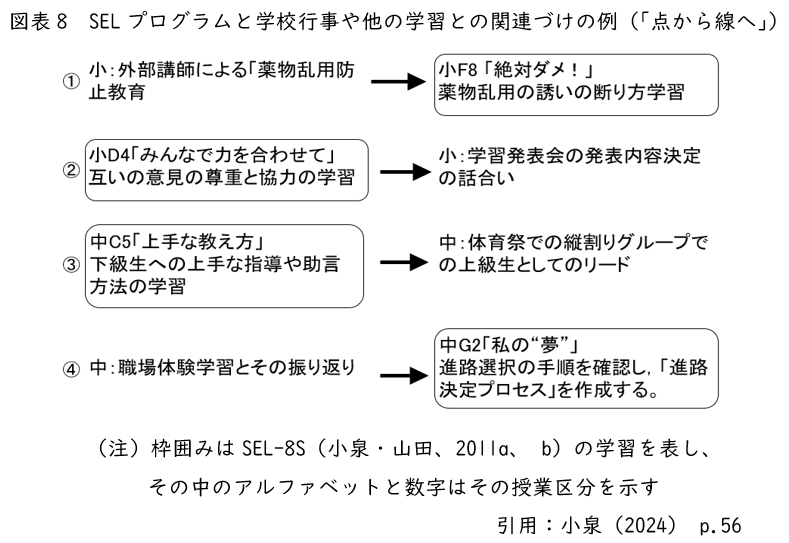 図表8　SELプログラムと学校行事や他の学習との関連づけの例（「点から線へ」）
① 小：外部講師による「薬物乱用防
止教育
小F8「絶対ダメ！」
薬物乱用の誘いの断り方学習
② 小D4「みんなで力を合わせて」
互いの意見の尊重と協力の学習
小：学習発表会の発表内容決定
の話合い
③ 中C5「上手な教え方」
下級生への上手な指導や助言
方法の学習
中：体育祭での縦割りグループで
の上級生としてのリード
④ 中：職場体験学習とその振り返り
中G2「私の“夢”」
進路選択の手順を確認し，「進路
決定プロセス」を作成する。
（注）枠囲みはSEL-8S（小泉・山田、2011a、 b）の学習を表し、
その中のアルファベットと数字はその授業区分を示す
引用：小泉（2024） p.56